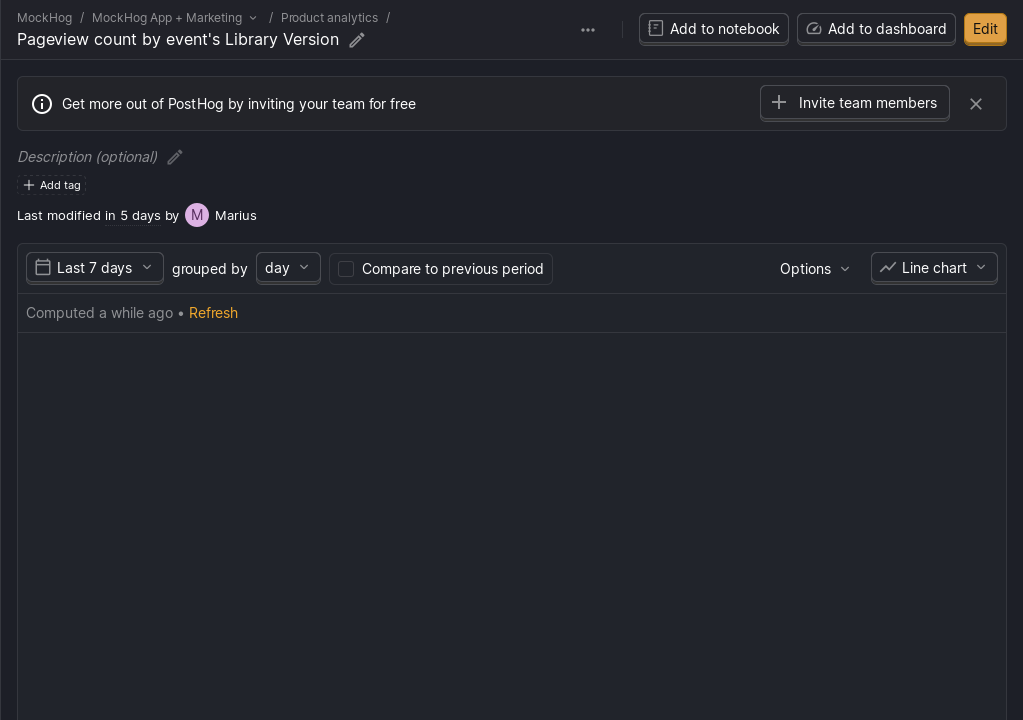 MockHog / MockHog App + Marketing / Product analytics /
Pageview count by event's Library Version
Add to notebook
Add to dashboard
Edit
Get more out of PostHog by inviting your team for free
Invite team members
Description (optional)
Add tag
Last modified in 5 days by M Marius
Last 7 days grouped by day Compare to previous period Options Line chart
Computed a while ago • Refresh